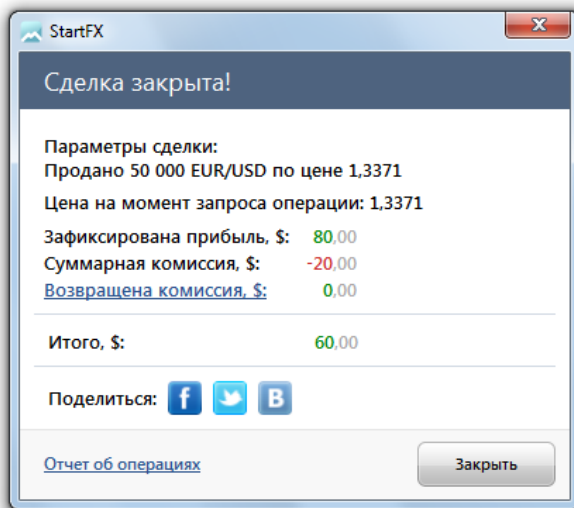 StartFX
Сделка закрыта!
Параметры сделки:
Продано 50 000 EUR/USD по цене 1,3371
Цена на момент запроса операции: 1,3371
Зафиксирована прибыль, $: 80,00
Суммарная комиссия, $: -20,00
Возвращена комиссия, $: 0,00
Итого, $: 60,00
Поделиться: f B
Отчет об операциях Закрыть